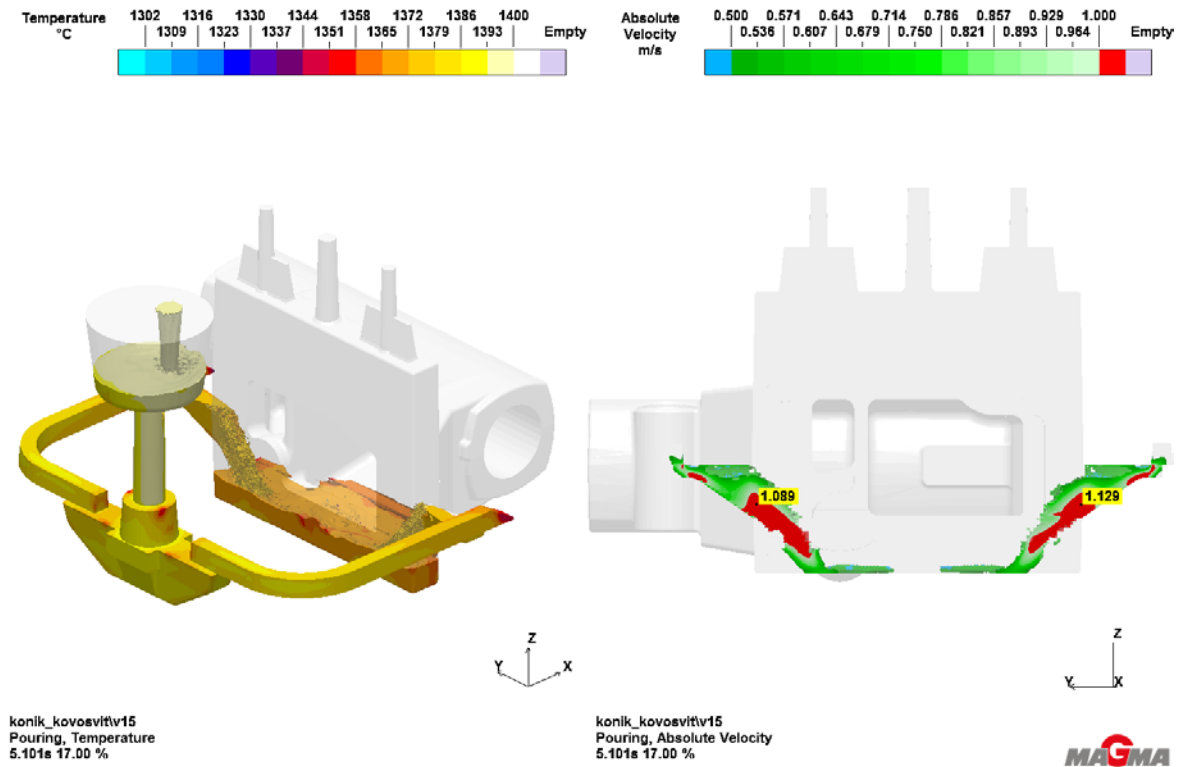 Temperature °C
1302 1316 1330 1344 1358 1372 1386 1400
1309 1323 1337 1351 1365 1379 1393 Empty
Absolute Velocity m/s
0.500 0.571 0.643 0.714 0.786 0.857 0.929 1.000
0.536 0.607 0.679 0.750 0.821 0.893 0.964 Empty
1.089
1.129
Z
Y X
Z
Y X
konik_kovosvit\v15
Pouring, Temperature
5.101s 17.00 %
konik_kovosvit\v15
Pouring, Absolute Velocity
5.101s 17.00 %
MAGMA